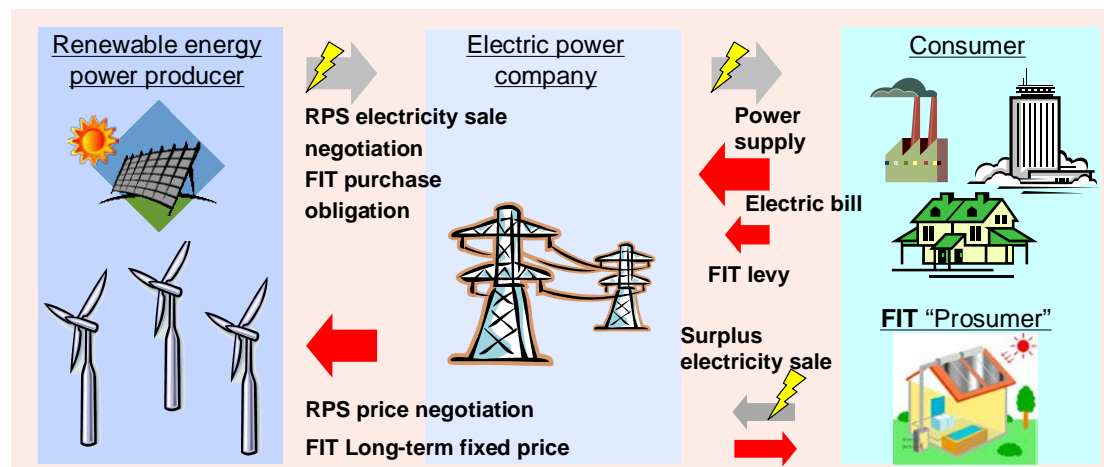 Renewable energy
power producer
RPS electricity sale
negotiation
FIT purchase
obligation
RPS price negotiation
FIT Long-term fixed price
Electric power
company
Power
supply
Electric bill
FIT levy
Surplus
electricity sale
Consumer
FIT “Prosumer”